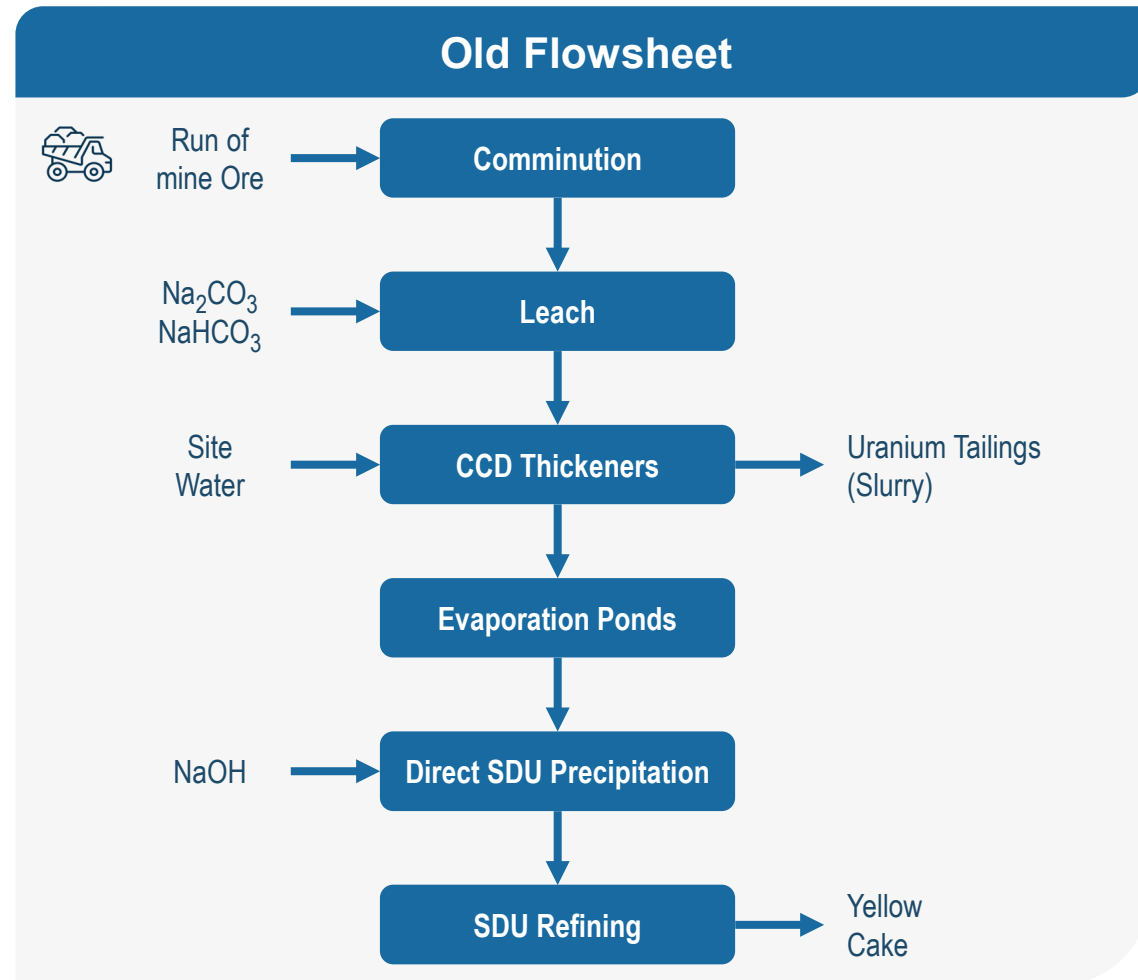 Old Flowsheet
Run of
mine Ore
Comminution
Na₂CO₃
NaHCO₃
Leach
Site
Water
CCD Thickeners
Uranium Tailings
(Slurry)
Evaporation Ponds
NaOH
Direct SDU Precipitation
SDU Refining
Yellow
Cake